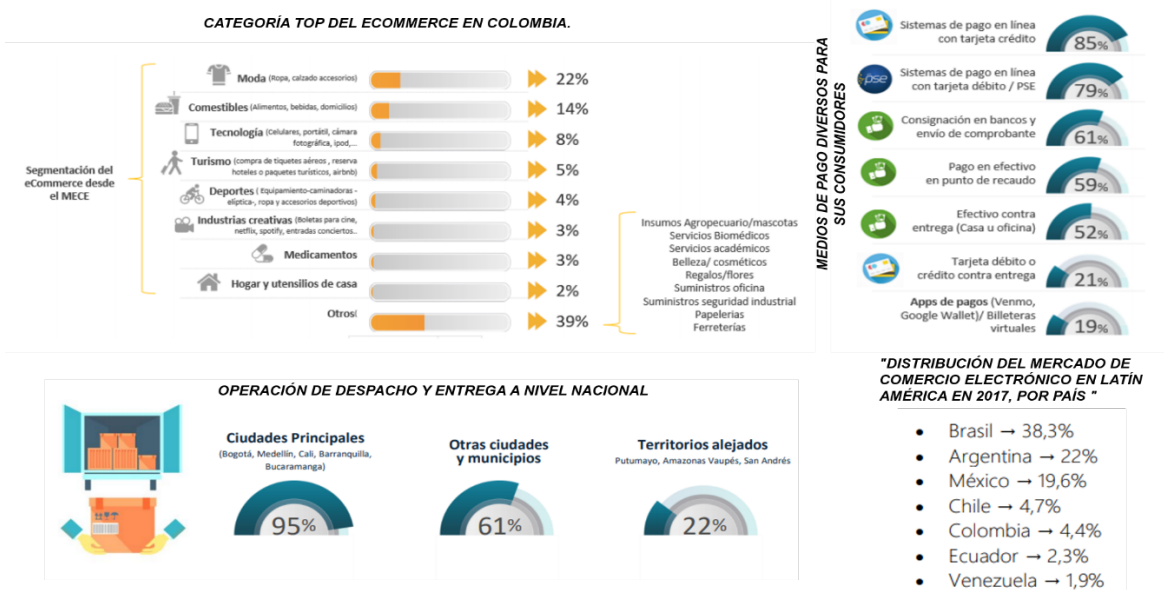 CATEGORÍA TOP DEL ECOMMERCE EN COLOMBIA.
Segmentación del
eCommerce desde
el MECE
Moda (Ropa, calzado accesorios)
22%
Comestibles (Alimentos, bebidas, domicilios)
14%
Tecnología (Celulares, portátil, cámara
fotográfica, ipod,...
8%
Turismo (compra de tiquetes aéreos , reserva
hoteles o paquetes turísticos, airbnb)
5%
Deportes ( Equipamiento-caminadoras -
elíptica-, ropa y accesorios deportivos)
4%
Industrias creativas (Boletas para cine,
netflix, spotify, entradas conciertos..
3%
Medicamentos
3%
Hogar y utensilios de casa
2%
Otros(
39%
Insumos Agropecuario/mascotas
Servicios Biomédicos
Servicios académicos
Belleza/ cosméticos
Regalos/flores
Suministros oficina
Suministros seguridad industrial
Papelerias
Ferreterías
MEDIOS DE PAGO DIVERSOS PARA
SUS CONSUMIDORES
Sistemas de pago en línea
con tarjeta crédito
85%
pse
Sistemas de pago en línea
con tarjeta débito / PSE
79%
Consignación en bancos y
envío de comprobante
61%
Pago en efectivo
en punto de recaudo
59%
Efectivo contra
entrega (Casa u oficina)
52%
Tarjeta débito o
crédito contra entrega
21%
Apps de pagos (Venmo,
Google Wallet)/ Billeteras
virtuales
19%
OPERACIÓN DE DESPACHO Y ENTREGA A NIVEL NACIONAL
Ciudades Principales
(Bogotá, Medellín, Cali, Barranquilla,
Bucaramanga)
95%
Otras ciudades
y municipios
61%
Territorios alejados
Putumayo, Amazonas Vaupés, San Andrés
22%
"DISTRIBUCIÓN DEL MERCADO DE
COMERCIO ELECTRÓNICO EN LATÍN
AMÉRICA EN 2017, POR PAÍS "
• Brasil → 38,3%
• Argentina → 22%
• México → 19,6%
• Chile → 4,7%
• Colombia → 4,4%
• Ecuador → 2,3%
• Venezuela → 1,9%